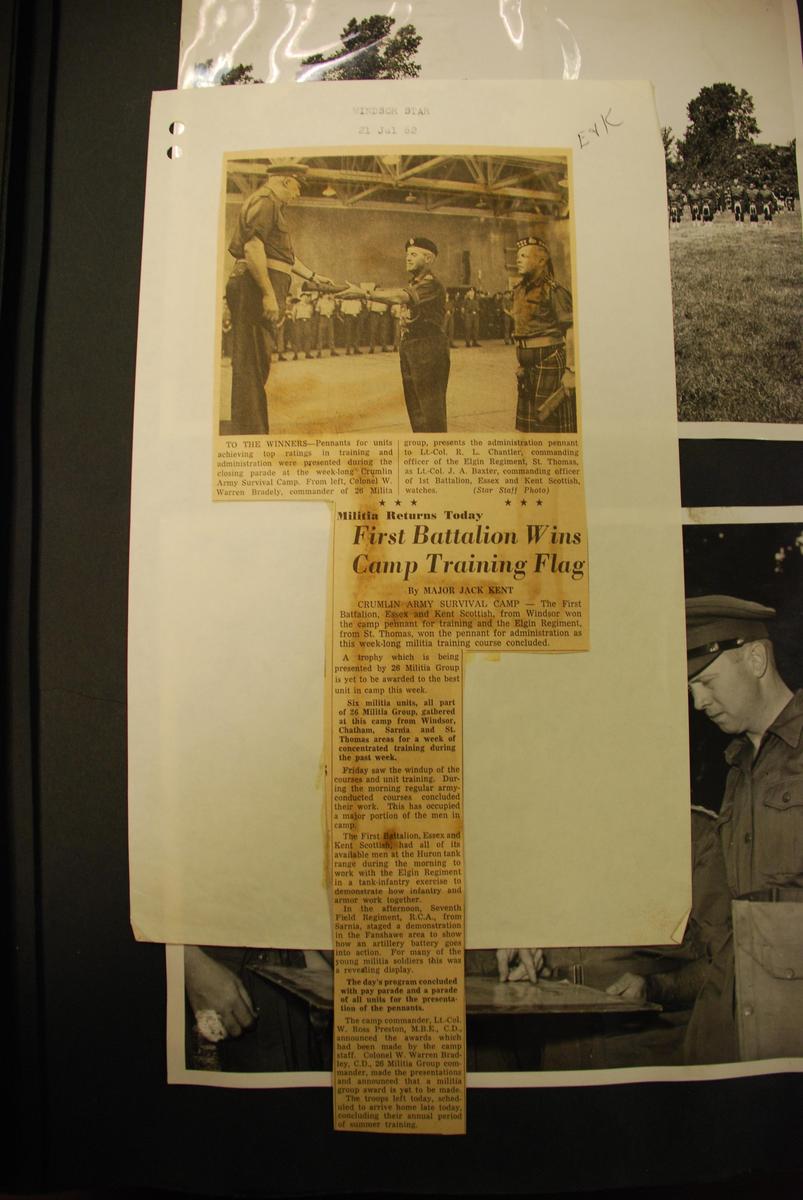 WINDSOR STAR
21 Jul 62
E&K
TO THE WINNERS—Pennants for units
achieving top ratings in training and
administration were presented during the
closing parade at the week-long Crumlin
Army Survival Camp. From left, Colonel W.
Warren Bradely, commander of 26 Milita
group, presents the administration pennant
to Lt-Col. R. L. Chantler, commanding
officer of the Elgin Regiment, St. Thomas,
as Lt-Col. J. A. Baxter, commanding officer
of 1st Battalion, Essex and Kent Scottish,
watches. (Star Staff Photo)
★ ★ ★ ★ ★ ★
Militia Returns Today
First Battalion Wins
Camp Training Flag
By MAJOR JACK KENT
CRUMLIN ARMY SURVIVAL CAMP — The First
Battalion, Essex and Kent Scottish, from Windsor won
the camp pennant for training and the Elgin Regiment,
from St. Thomas, won the pennant for administration as
this week-long militia training course concluded.
A trophy which is being
presented by 26 Militia Group
is yet to be awarded to the best
unit in camp this week.
Six militia units, all part
of 26 Militia Group, gathered
at this camp from Windsor,
Chatham, Sarnia and St.
Thomas areas for a week of
concentrated training during
the past week.
Friday saw the windup of the
courses and unit training. Dur-
ing the morning regular army-
conducted courses concluded
their work. This has occupied
a major portion of the men in
camp.
The First Battalion, Essex and
Kent Scottish, had all of its
available men at the Huron tank
range during the morning to
work with the Elgin Regiment
in a tank-infantry exercise to
demonstrate how infantry and
armor work together.
In the afternoon, Seventh
Field Regiment, R.C.A., from
Sarnia, staged a demonstration
in the Fanshawe area to show
how an artillery battery goes
into action. For many of the
young militia soldiers this was
a revealing display.
The day's program concluded
with pay parade and a parade
of all units for the presenta-
tion of the pennants.
The camp commander, Lt.-Col.
W. Ross Preston, M.B.E., C.D.,
announced the awards which
had been made by the camp
staff. Colonel W. Warren Brad-
ley, C.D., 26 Militia Group com-
mander, made the presentations
and announced that a militia
group award is yet to be made.
The troops left today, sched-
uled to arrive home late today,
concluding their annual period
of summer training.